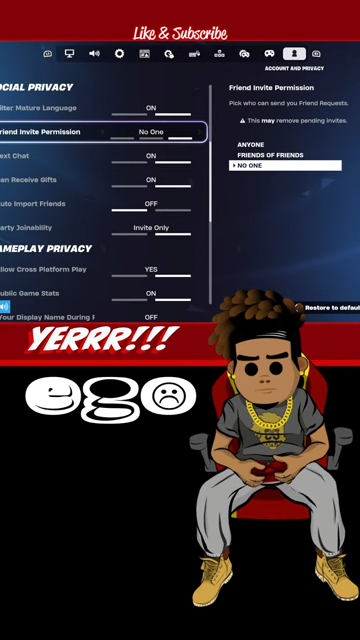 Like & Subscribe
ACCOUNT AND PRIVACY
OCIAL PRIVACY
ilter Mature Language ON
riend Invite Permission No One
ext Chat ON
an Receive Gifts ON
uto Import Friends OFF
arty Joinability Invite Only
AMEPLAY PRIVACY
llow Cross Platform Play YES
ublic Game Stats ON
Your Display Name During F OFF
Friend Invite Permission
Pick who can send you Friend Requests.
This may remove pending invites.
ANYONE
FRIENDS OF FRIENDS
NO ONE
Restore to defaul
YERRR!!!
ego